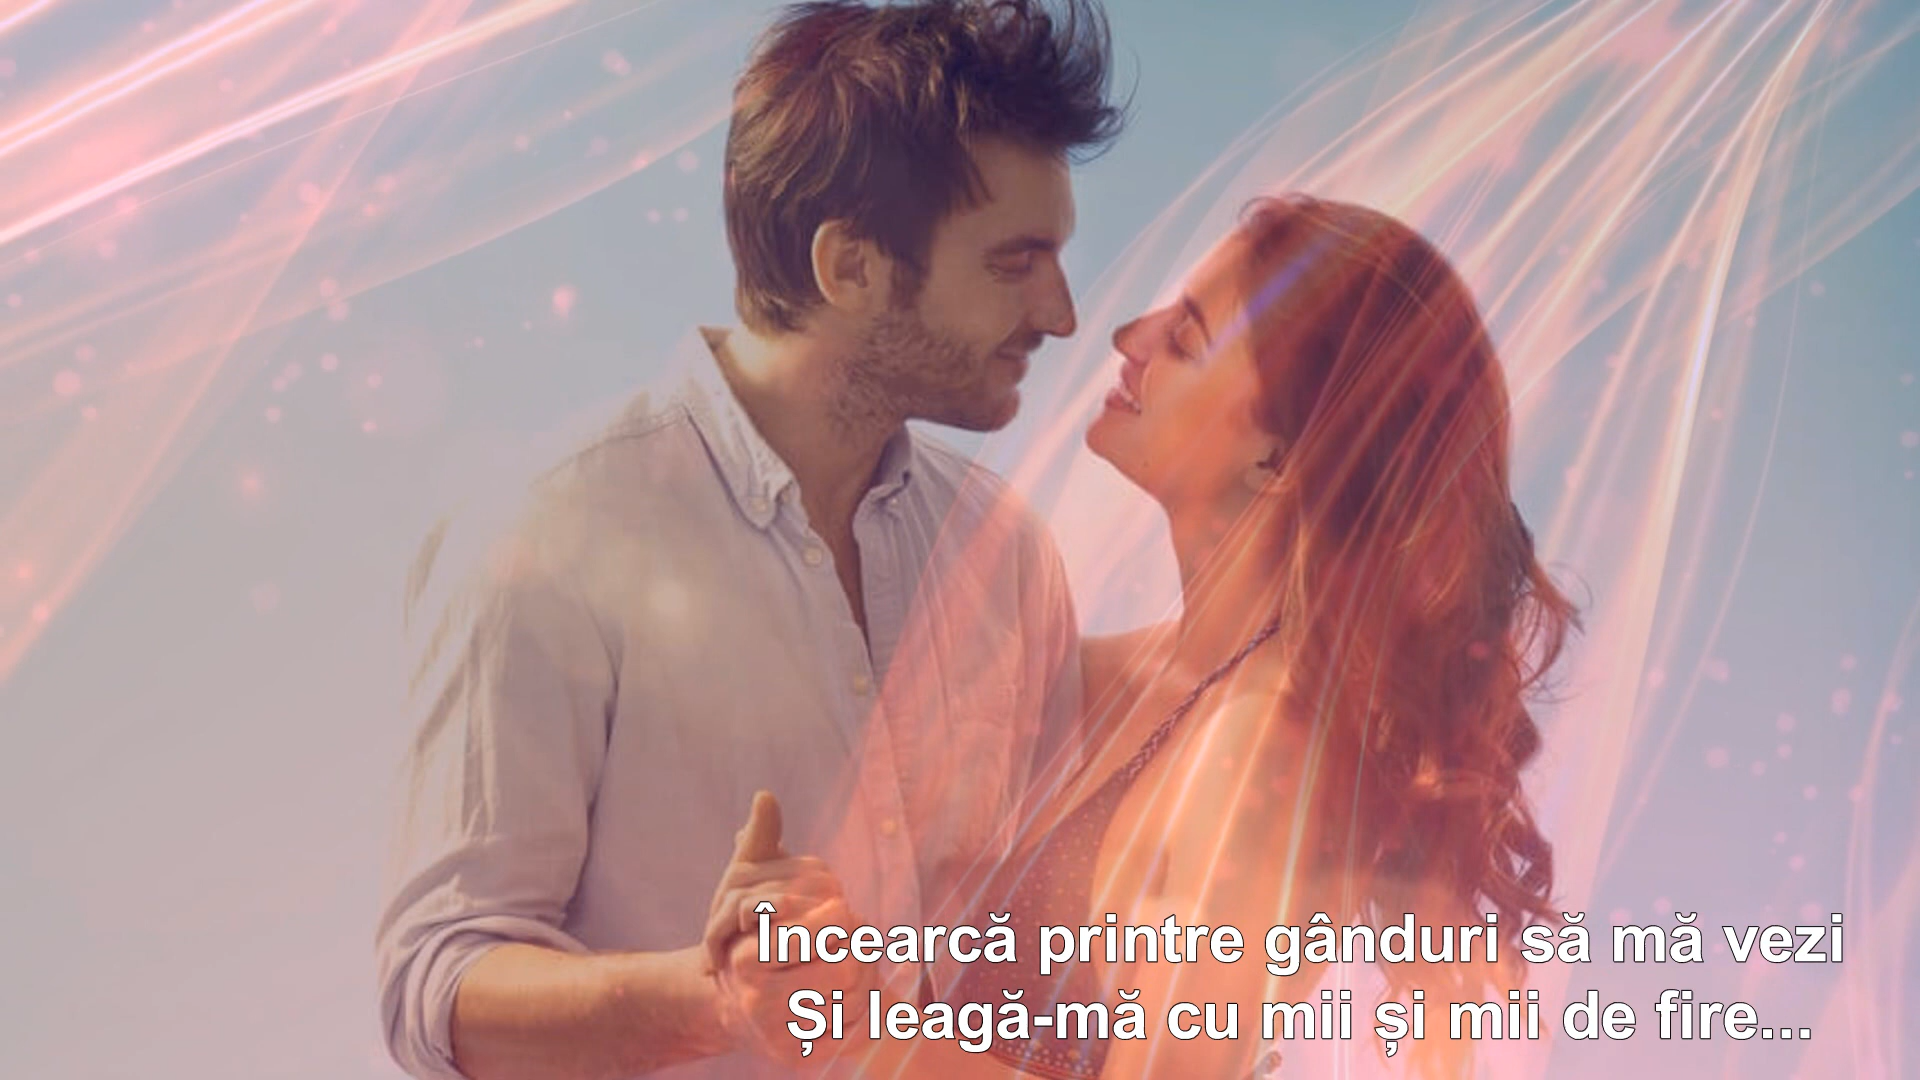 Încearcă printre gânduri să mă vezi
Și leagă-mă cu mii și mii de fire...